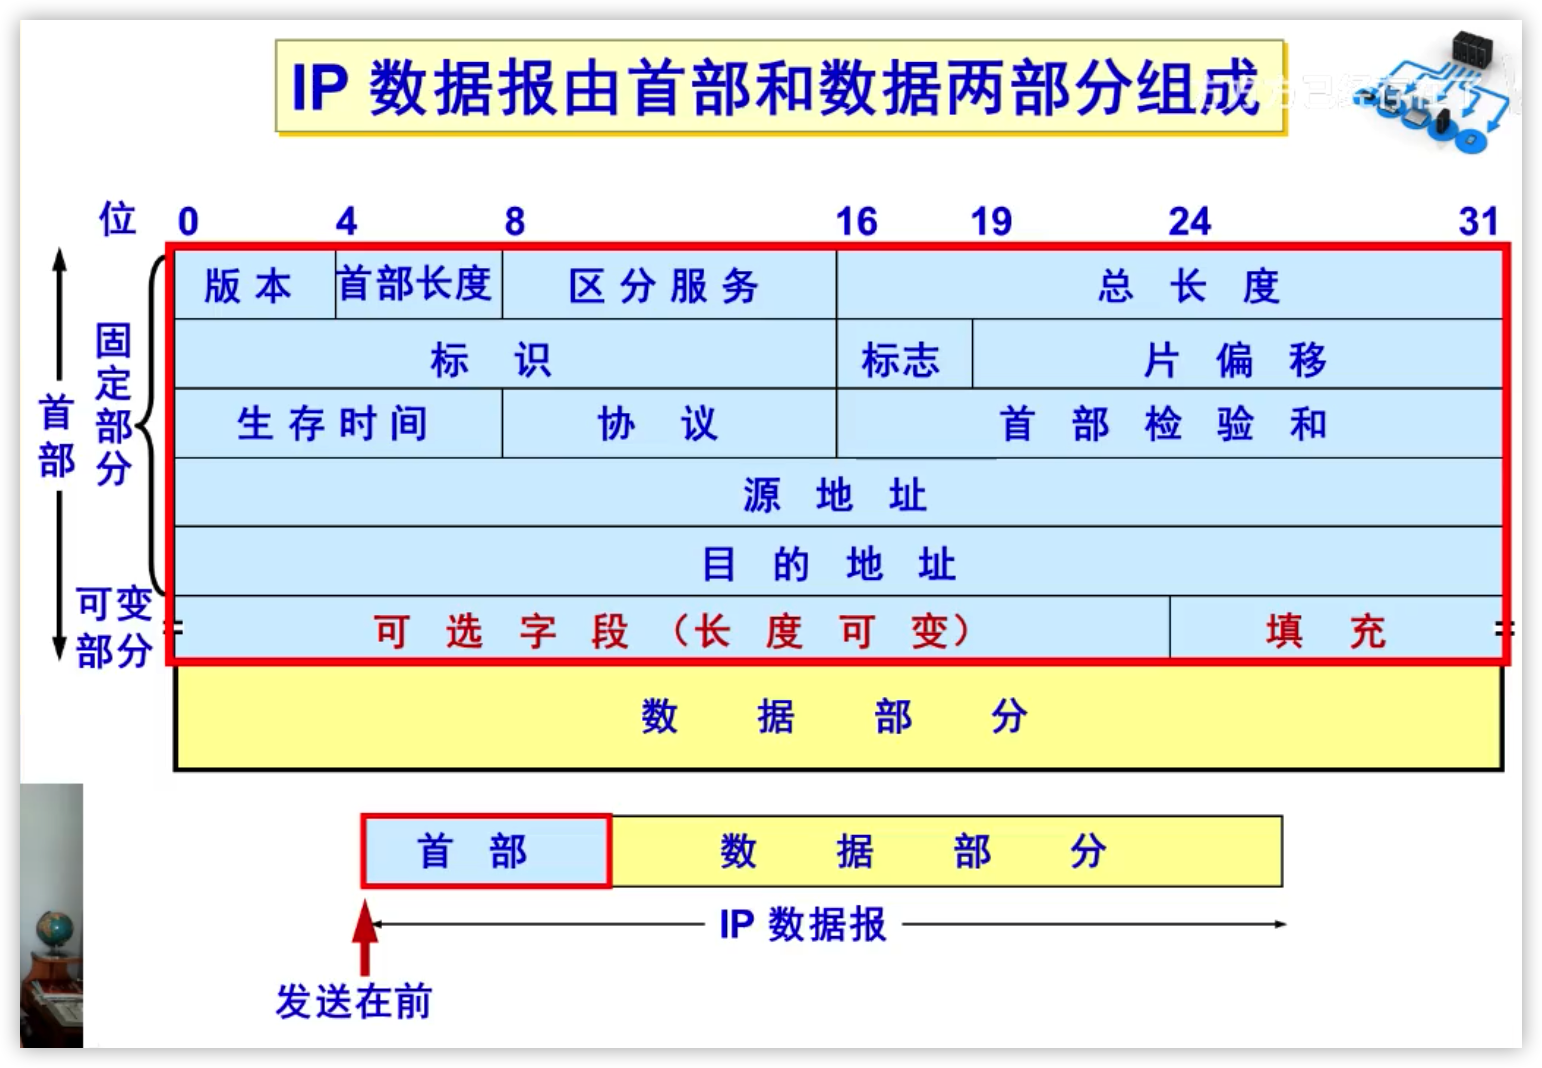 IP 数据报由首部和数据两部分组成
位 0 4 8 16 19 24 31
版本 首部长度 区分服务 总长度
标识 标志 片偏移
生存时间 协议 首部检验和
源地址
目的地址
可选字段（长度可变） 填充
首部
固定部分
可变部分
数据部分
首部 数据部分
IP 数据报
发送在前